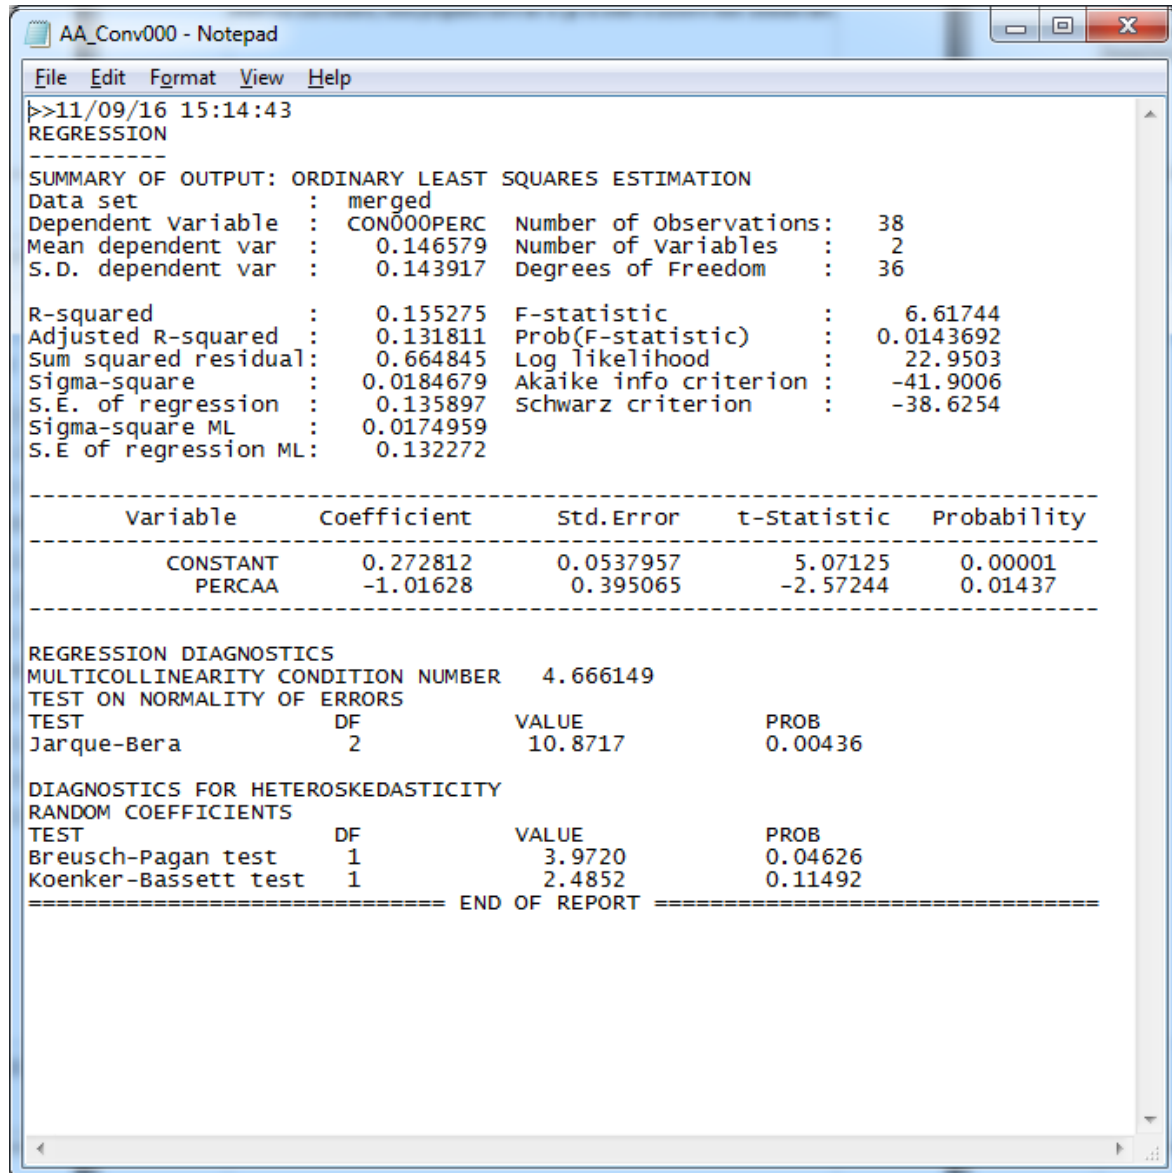 AA_Conv000 - Notepad
File Edit Format View Help
>>11/09/16 15:14:43
REGRESSION
----------
SUMMARY OF OUTPUT: ORDINARY LEAST SQUARES ESTIMATION
Data set            :  merged
Dependent Variable  :  CON000PERC  Number of Observations:   38
Mean dependent var  :    0.146579  Number of Variables   :    2
S.D. dependent var  :    0.143917  Degrees of Freedom    :   36
R-squared           :    0.155275  F-statistic           :     6.61744
Adjusted R-squared  :    0.131811  Prob(F-statistic)     :   0.0143692
Sum squared residual:    0.664845  Log likelihood        :     22.9503
Sigma-square        :   0.0184679  Akaike info criterion :    -41.9006
S.E. of regression  :    0.135897  Schwarz criterion     :    -38.6254
Sigma-square ML     :   0.0174959
S.E of regression ML:    0.132272
-----------------------------------------------------------------------------
Variable      Coefficient      Std.Error    t-Statistic   Probability
-----------------------------------------------------------------------------
CONSTANT      0.272812      0.0537957        5.07125    0.00001
PERCAA      -1.01628       0.395065       -2.57244    0.01437
-----------------------------------------------------------------------------
REGRESSION DIAGNOSTICS
MULTICOLLINEARITY CONDITION NUMBER   4.666149
TEST ON NORMALITY OF ERRORS
TEST                  DF           VALUE             PROB
Jarque-Bera            2            10.8717        0.00436
DIAGNOSTICS FOR HETEROSKEDASTICITY
RANDOM COEFFICIENTS
TEST                  DF           VALUE             PROB
Breusch-Pagan test     1             3.9720        0.04626
Koenker-Bassett test   1             2.4852        0.11492
============================== END OF REPORT ================================